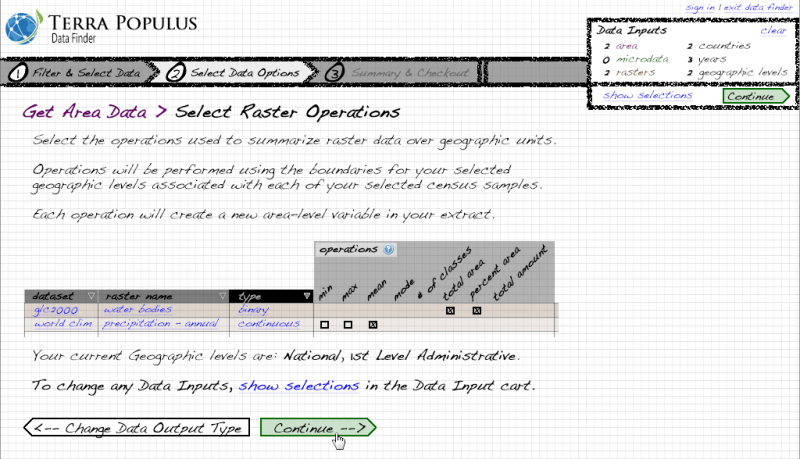 sign in | exit data finder
TERRA POPULUS
Data Finder
Data Inputs clear
2 area 2 countries
0 microdata 3 years
2 rasters 2 geographic levels
show selections Continue
1 Filter & Select Data 2 Select Data Options 3 Summary & Checkout
Get Area Data > Select Raster Operations
Select the operations used to summarize raster data over geographic units.
Operations will be performed using the boundaries for your selected
geographic levels associated with each of your selected census samples.
Each operation will create a new area-level variable in your extract.
operations ?
min max mean mode # of classes total area percent area total amount
dataset raster name type
glc2000 water bodies binary
world clim precipitation - annual continuous
Your current Geographic levels are: National, 1st Level Administrative.
To change any Data Inputs, show selections in the Data Input cart.
<-- Change Data Output Type Continue -->